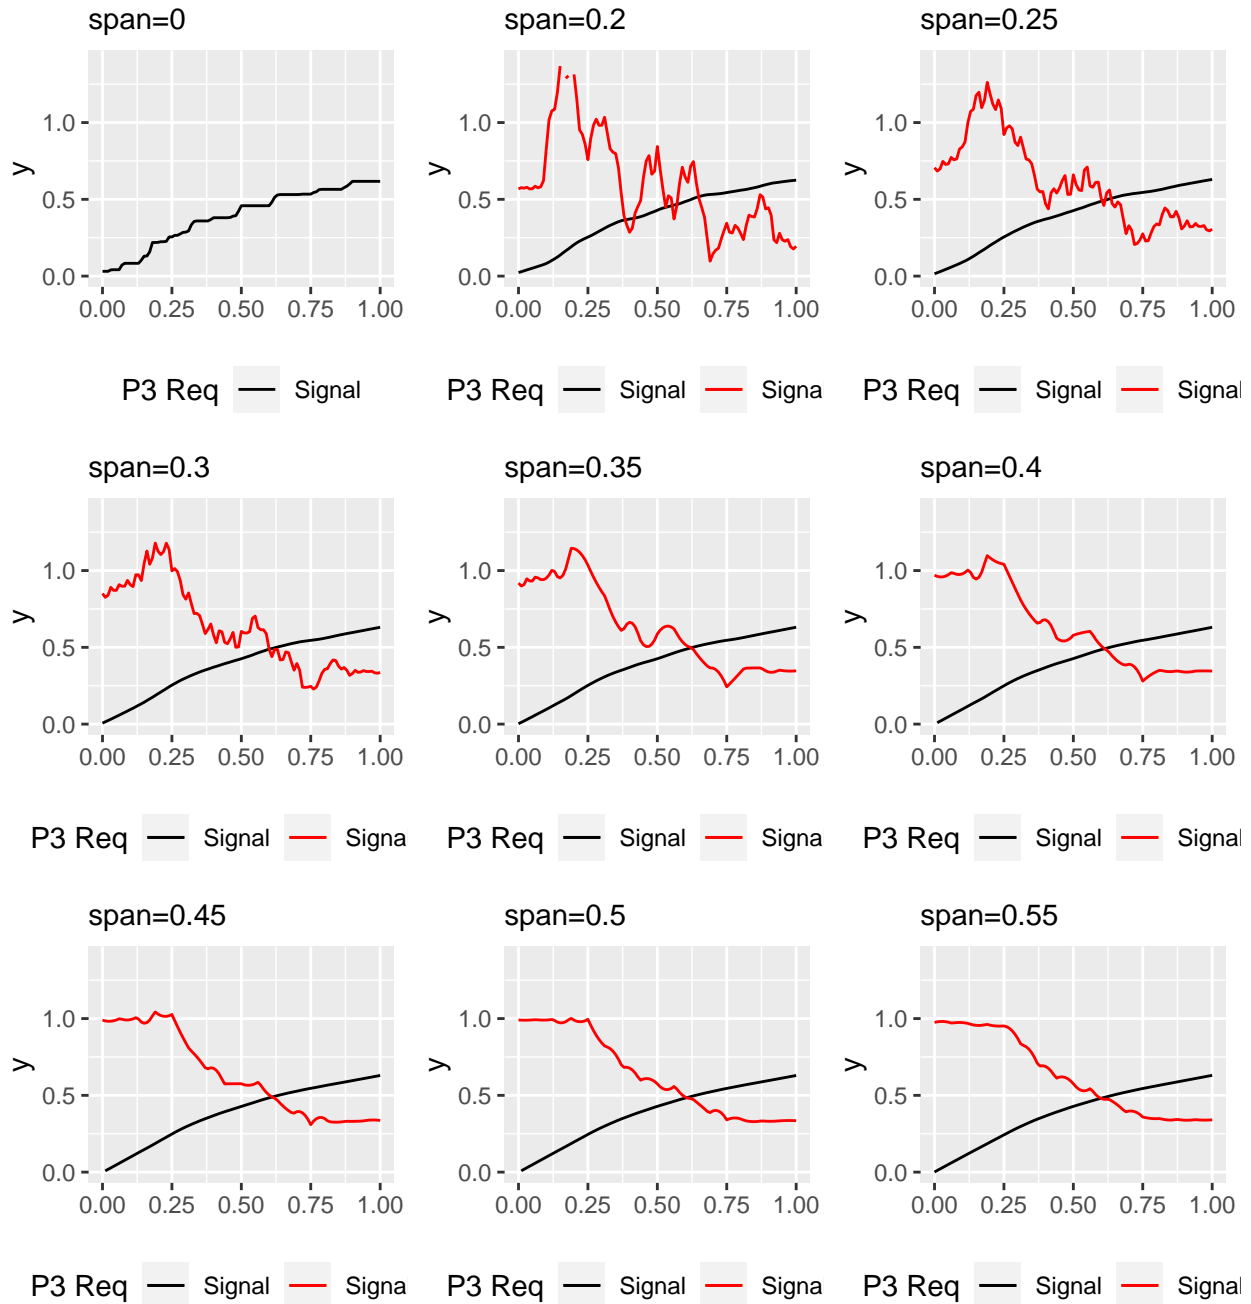 span=0 span=0.2 span=0.25
y 1.0 0.5 0.0 y 1.0 0.5 0.0 y 1.0 0.5 0.0
0.00 0.25 0.50 0.75 1.00 0.00 0.25 0.50 0.75 1.00 0.00 0.25 0.50 0.75 1.00
P3 Req Signal P3 Req Signal Signa P3 Req Signal Signal
span=0.3 span=0.35 span=0.4
y 1.0 0.5 0.0 y 1.0 0.5 0.0 y 1.0 0.5 0.0
0.00 0.25 0.50 0.75 1.00 0.00 0.25 0.50 0.75 1.00 0.00 0.25 0.50 0.75 1.00
P3 Req Signal Signa P3 Req Signal Signa P3 Req Signal Signal
span=0.45 span=0.5 span=0.55
y 1.0 0.5 0.0 y 1.0 0.5 0.0 y 1.0 0.5 0.0
0.00 0.25 0.50 0.75 1.00 0.00 0.25 0.50 0.75 1.00 0.00 0.25 0.50 0.75 1.00
P3 Req Signal Signa P3 Req Signal Signa P3 Req Signal Signal